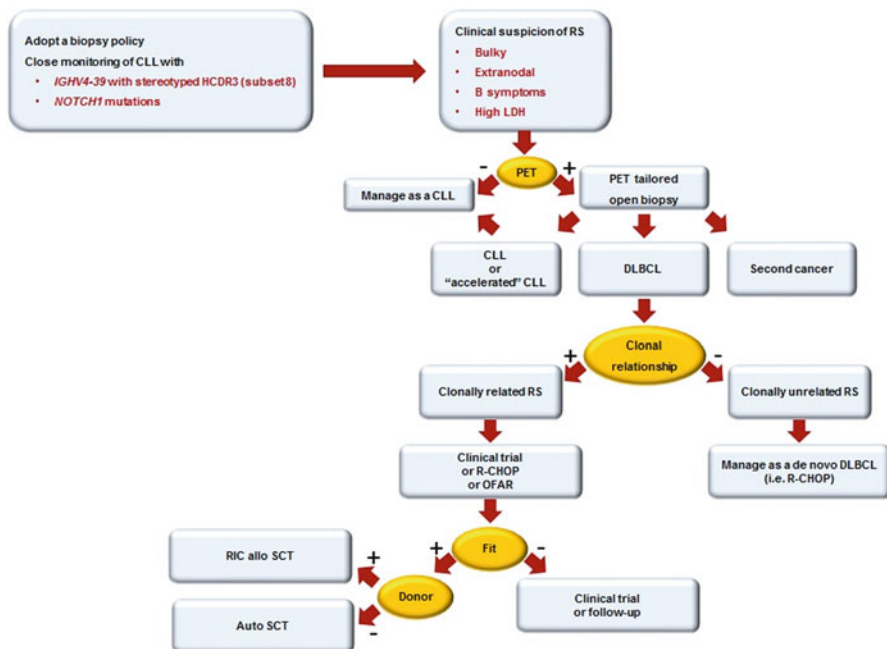 Adopt a biopsy policy
Close monitoring of CLL with
• IGHV4-39 with stereotyped HCDR3 (subset8)
• NOTCH1 mutations
Clinical suspicion of RS
• Bulky
• Extranodal
• B symptoms
• High LDH
- PET +
Manage as a CLL
PET tailored
open biopsy
CLL
or
“accelerated” CLL
DLBCL
Second cancer
+ Clonal -
relationship
Clonally related RS
Clonally unrelated RS
Clinical trial
or R-CHOP
or OFAR
Manage as a de novo DLBCL
(i.e. R-CHOP)
+ Fit -
RIC allo SCT
+
Donor
Auto SCT
-
Clinical trial
or follow-up